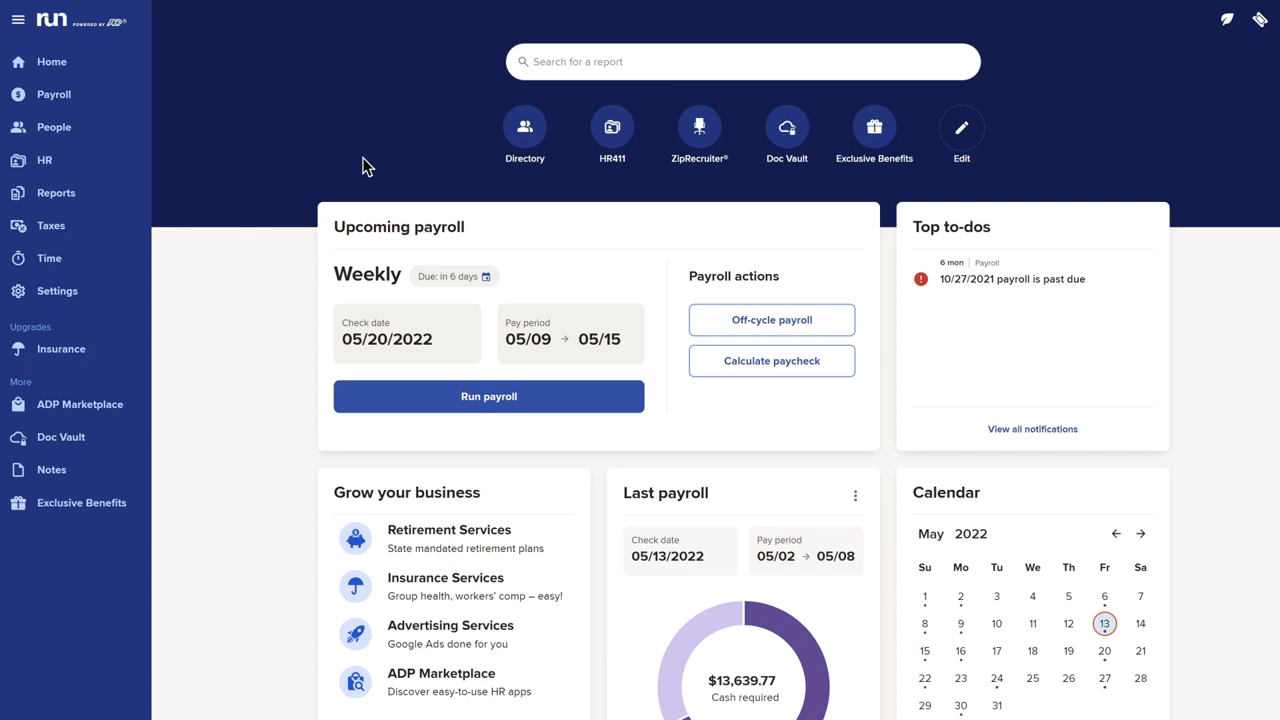 run POWERED BY ADP®
Home
Payroll
People
HR
Reports
Taxes
Time
Settings
Upgrades
Insurance
More
ADP Marketplace
Doc Vault
Notes
Exclusive Benefits
Search for a report
Directory
HR411
ZipRecruiter®
Doc Vault
Exclusive Benefits
Edit
Upcoming payroll
Weekly
Due: in 6 days
Check date
05/20/2022
Pay period
05/09 → 05/15
Run payroll
Payroll actions
Off-cycle payroll
Calculate paycheck
Top to-dos
6 mon | Payroll
10/27/2021 payroll is past due
View all notifications
Grow your business
Retirement Services
State mandated retirement plans
Insurance Services
Group health, workers' comp – easy!
Advertising Services
Google Ads done for you
ADP Marketplace
Discover easy-to-use HR apps
Last payroll
Check date
05/13/2022
Pay period
05/02 → 05/08
$13,639.77
Cash required
Calendar
May 2022
Su Mo Tu We Th Fr Sa
1 2 3 4 5 6 7
8 9 10 11 12 13 14
15 16 17 18 19 20 21
22 23 24 25 26 27 28
29 30 31